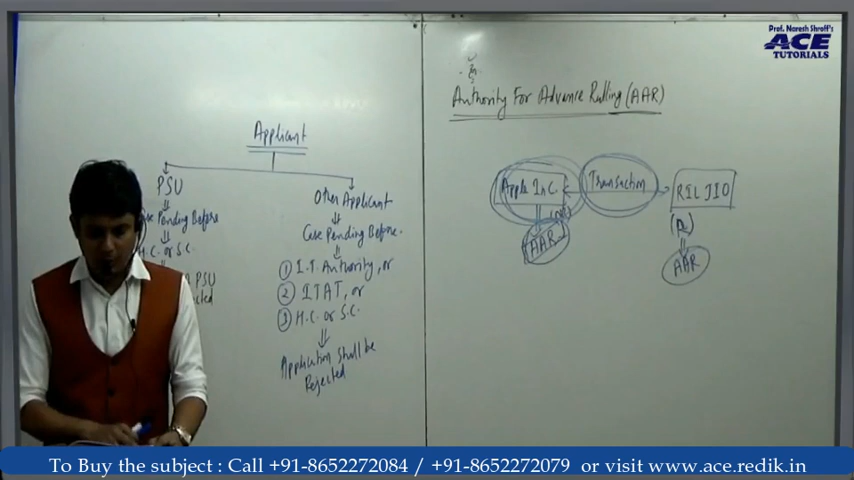 Prof. Naresh Shroff's
ACE
TUTORIALS
Applicant
PSU
Case Pending Before
H.C. or S.C.
PSU
Other Applicant
Case Pending Before.
① I.T. Authority, or
② ITAT, or
③ H.C. or S.C.
Application Shall be
Rejected
Authority For Advance Rulling (AAR)
Apple Inc.
Transaction
RIL JIO
(NR)
(R)
AAR
AAR
To Buy the subject : Call +91-8652272084 / +91-8652272079 or visit www.ace.redik.in